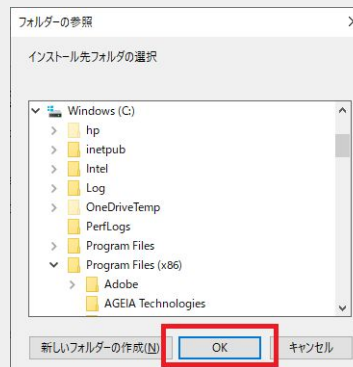 フォルダーの参照
インストール先フォルダの選択
Windows (C:)
hp
inetpub
Intel
Log
OneDriveTemp
PerfLogs
Program Files
Program Files (x86)
Adobe
AGEIA Technologies
新しいフォルダーの作成(N) OK キャンセル